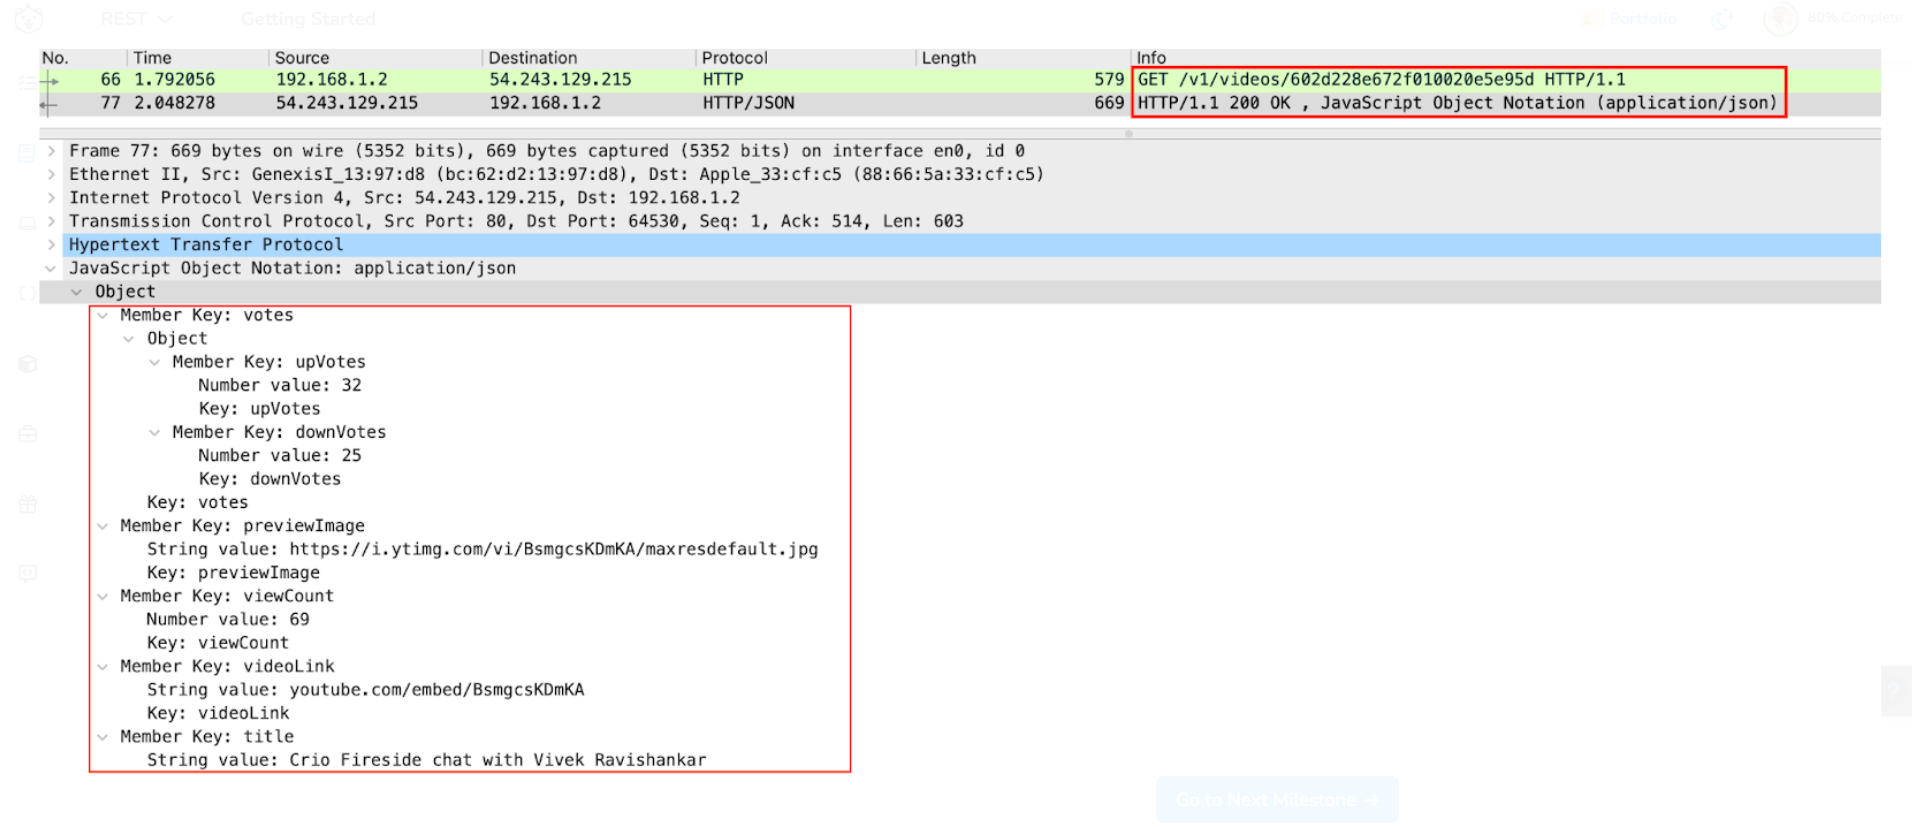 REST
Getting Started
Portfolio
80% Complete
No. Time Source Destination Protocol Length Info
66 1.792056 192.168.1.2 54.243.129.215 HTTP 579 GET /v1/videos/602d228e672f010020e5e95d HTTP/1.1
77 2.048278 54.243.129.215 192.168.1.2 HTTP/JSON 669 HTTP/1.1 200 OK , JavaScript Object Notation (application/json)
Frame 77: 669 bytes on wire (5352 bits), 669 bytes captured (5352 bits) on interface en0, id 0
Ethernet II, Src: GenexisI_13:97:d8 (bc:62:d2:13:97:d8), Dst: Apple_33:cf:c5 (88:66:5a:33:cf:c5)
Internet Protocol Version 4, Src: 54.243.129.215, Dst: 192.168.1.2
Transmission Control Protocol, Src Port: 80, Dst Port: 64530, Seq: 1, Ack: 514, Len: 603
Hypertext Transfer Protocol
JavaScript Object Notation: application/json
Object
Member Key: votes
Object
Member Key: upVotes
Number value: 32
Key: upVotes
Member Key: downVotes
Number value: 25
Key: downVotes
Key: votes
Member Key: previewImage
String value: https://i.ytimg.com/vi/BsmgcsKDmKA/maxresdefault.jpg
Key: previewImage
Member Key: viewCount
Number value: 69
Key: viewCount
Member Key: videoLink
String value: youtube.com/embed/BsmgcsKDmKA
Key: videoLink
Member Key: title
String value: Crio Fireside chat with Vivek Ravishankar
Go to Next Milestone